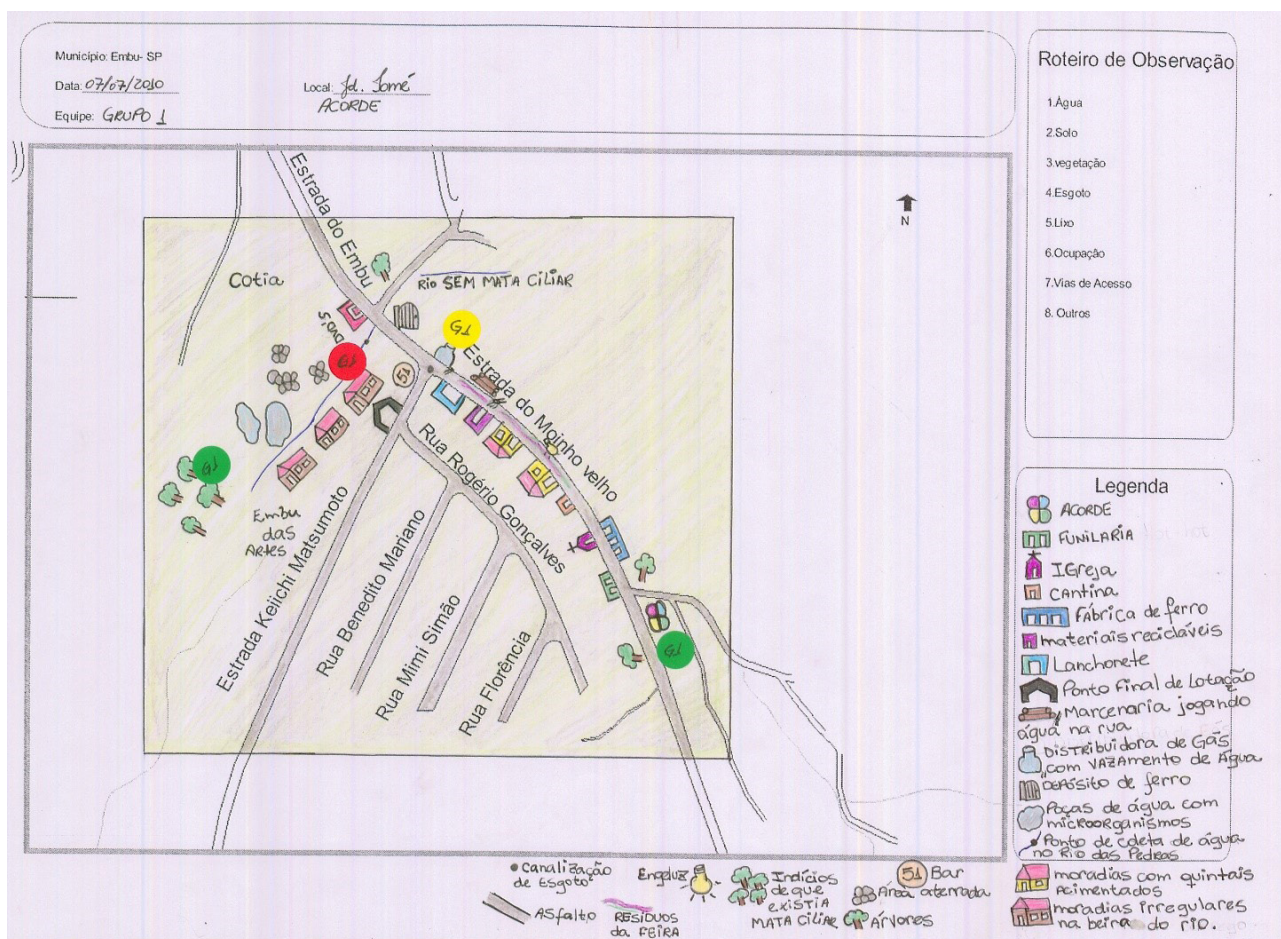 Município: Embu- SP
Data: 07/07/2010
Local: Jd. Tomé
ACORDE
Equipe: GRUPO 1
Roteiro de Observação
1.Água
2.Solo
3.vegetação
4.Esgoto
5.Lixo
6.Ocupação
7.Vias de Acesso
8. Outros
N
Estrada do Embu
Cotia
Rio SEM MATA CILIAR
DVD'S
G1
G1
51
Estrada do Moinho velho
G1
Rua Rogério Gonçalves
Embu
das
Artes
Estrada Keiichi Matsumoto
Rua Benedito Mariano
Rua Mimi Simão
Rua Florência
G1
Legenda
ACORDE
FUNILARIA
IGreja
cantina
Fábrica de ferro
materiais recicláveis
Lanchonete
Ponto Final de Lotação
Marcenaria jogando
água na rua
DISTRIBUIDORA de Gás
com VAZAMENTO de Água
DEPÓSITO de ferro
Poças de água com
microorganismos
Ponto de coleta de água
no Rio das Pedras
moradias com quintais
acimentados
moradias irregulares
na beira do rio.
canalização
de Esgoto
Engeluz
Indícios
de que
existia
MATA CILIAR
51 Bar
Area aterrada
Árvores
ASfalto
RESÍDUOS
da FEIRA